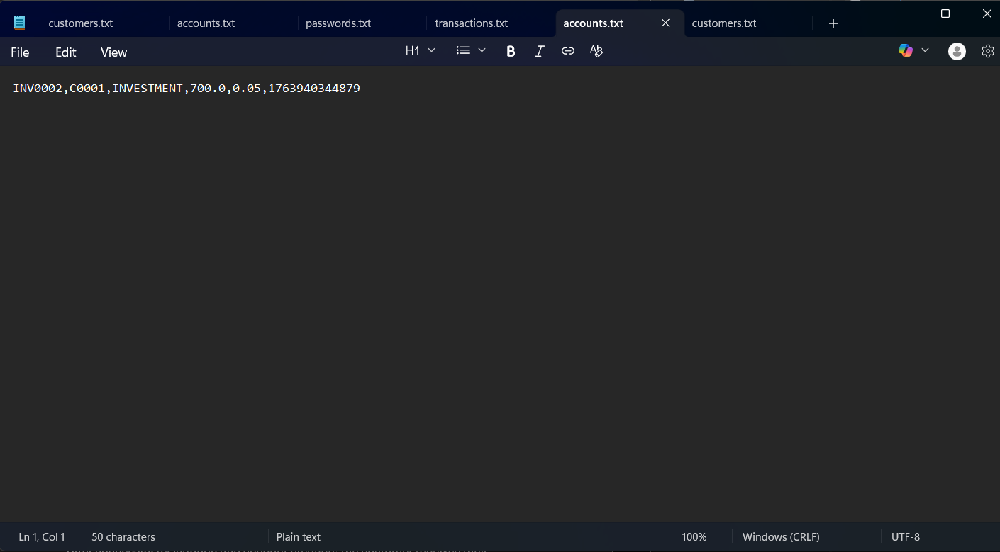 customers.txt
accounts.txt
passwords.txt
transactions.txt
accounts.txt
customers.txt
File
Edit
View
H1
B
I
INV0002,C0001,INVESTMENT,700.0,0.05,1763940344879
Ln 1, Col 1
50 characters
Plain text
100%
Windows (CRLF)
UTF-8